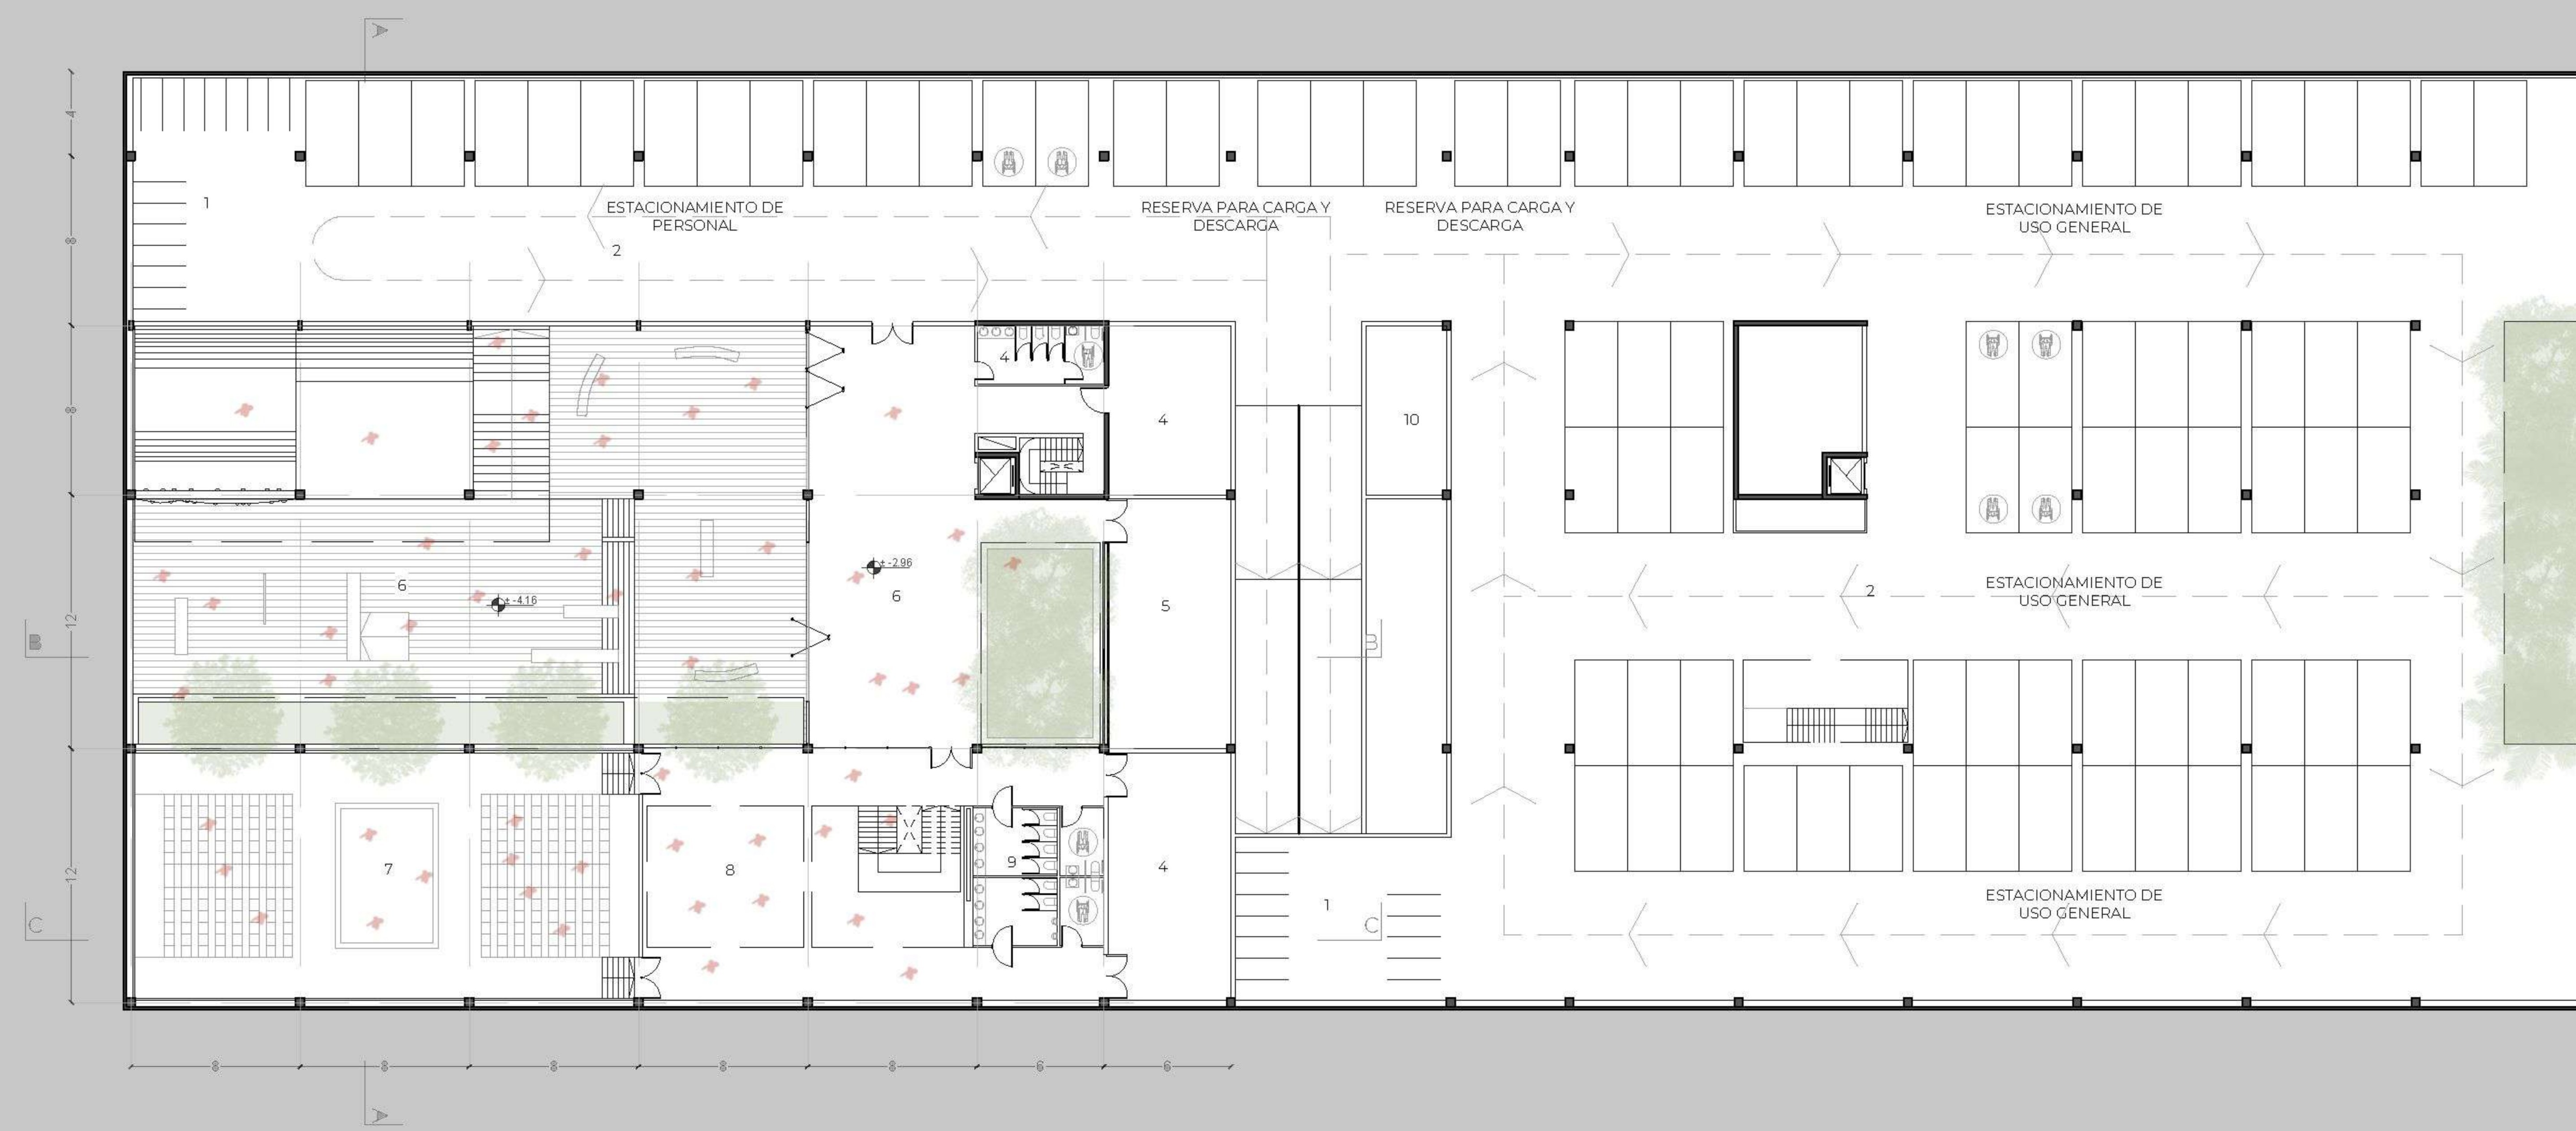 A
4
1
ESTACIONAMIENTO DE
PERSONAL
2
RESERVA PARA CARGA Y
DESCARGA
RESERVA PARA CARGA Y
DESCARGA
ESTACIONAMIENTO DE
USO GENERAL
8
4
8
4
10
± -2.96
6
± -4.16
6
5
12
B
B
2
ESTACIONAMIENTO DE
USO GENERAL
7
8
9
4
12
1
C
C
ESTACIONAMIENTO DE
USO GENERAL
8
8
8
8
8
6
6
A